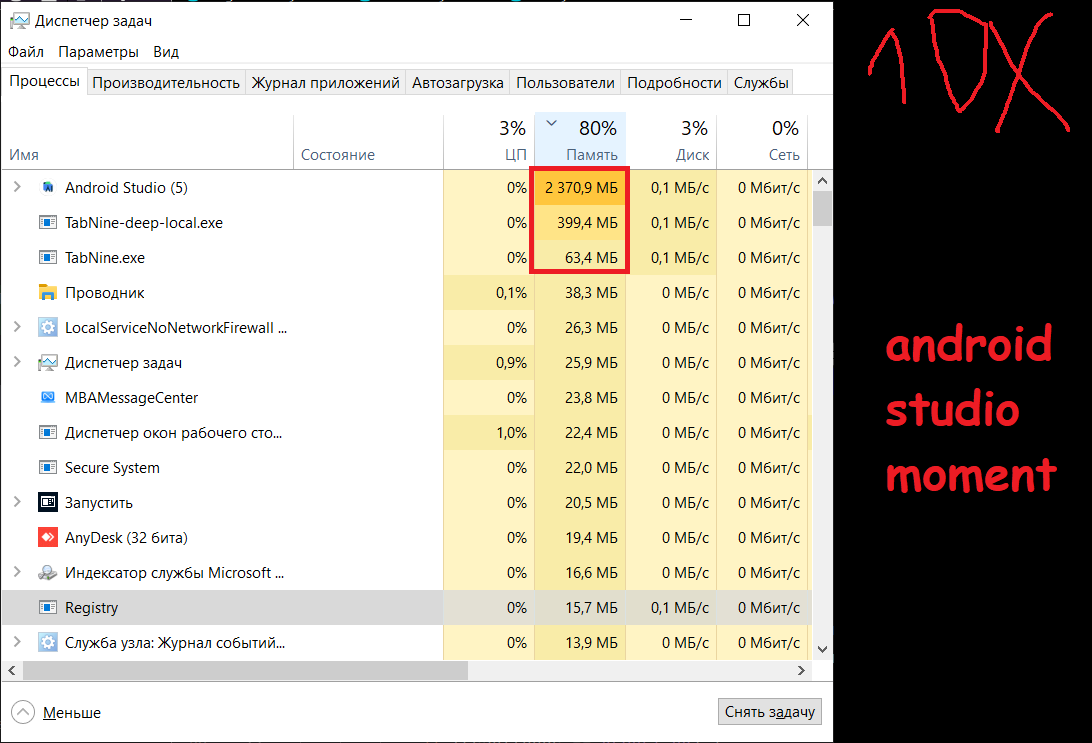 Диспетчер задач
Файл Параметры Вид
Процессы Производительность Журнал приложений Автозагрузка Пользователи Подробности Службы
3% 80% 3% 0%
Имя Состояние ЦП Память Диск Сеть
Android Studio (5) 0% 2 370,9 МБ 0,1 МБ/с 0 Мбит/с
TabNine-deep-local.exe 0% 399,4 МБ 0,1 МБ/с 0 Мбит/с
TabNine.exe 0% 63,4 МБ 0,1 МБ/с 0 Мбит/с
Проводник 0,1% 38,3 МБ 0 МБ/с 0 Мбит/с
LocalServiceNoNetworkFirewall ... 0% 26,3 МБ 0 МБ/с 0 Мбит/с
Диспетчер задач 0,9% 25,9 МБ 0 МБ/с 0 Мбит/с
MBAMessageCenter 0% 23,8 МБ 0 МБ/с 0 Мбит/с
Диспетчер окон рабочего сто... 1,0% 22,4 МБ 0 МБ/с 0 Мбит/с
Secure System 0% 22,0 МБ 0 МБ/с 0 Мбит/с
Запустить 0% 20,5 МБ 0 МБ/с 0 Мбит/с
AnyDesk (32 бита) 0% 19,4 МБ 0 МБ/с 0 Мбит/с
Индексатор службы Microsoft ... 0% 16,6 МБ 0 МБ/с 0 Мбит/с
Registry 0% 15,7 МБ 0,1 МБ/с 0 Мбит/с
Служба узла: Журнал событий... 0% 13,9 МБ 0 МБ/с 0 Мбит/с
Меньше Снять задачу
1DX
android
studio
moment